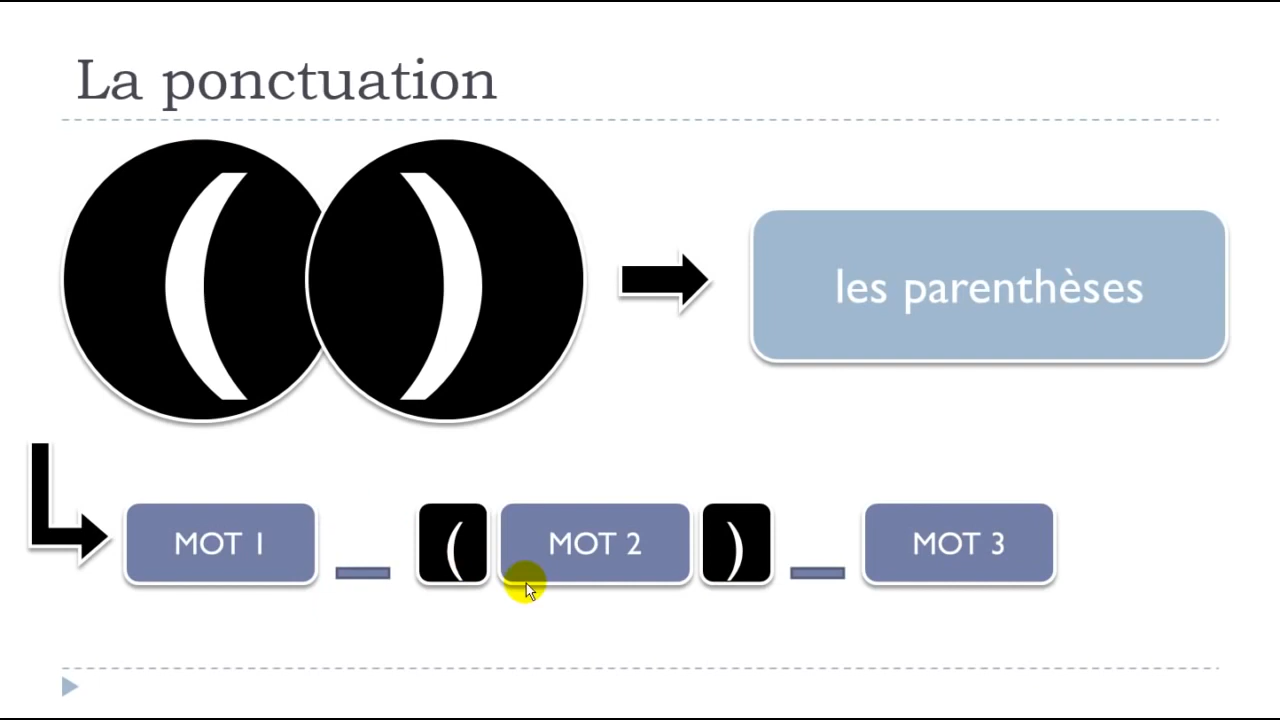 La ponctuation
( )
les parenthèses
MOT 1 _ ( MOT 2 ) _ MOT 3